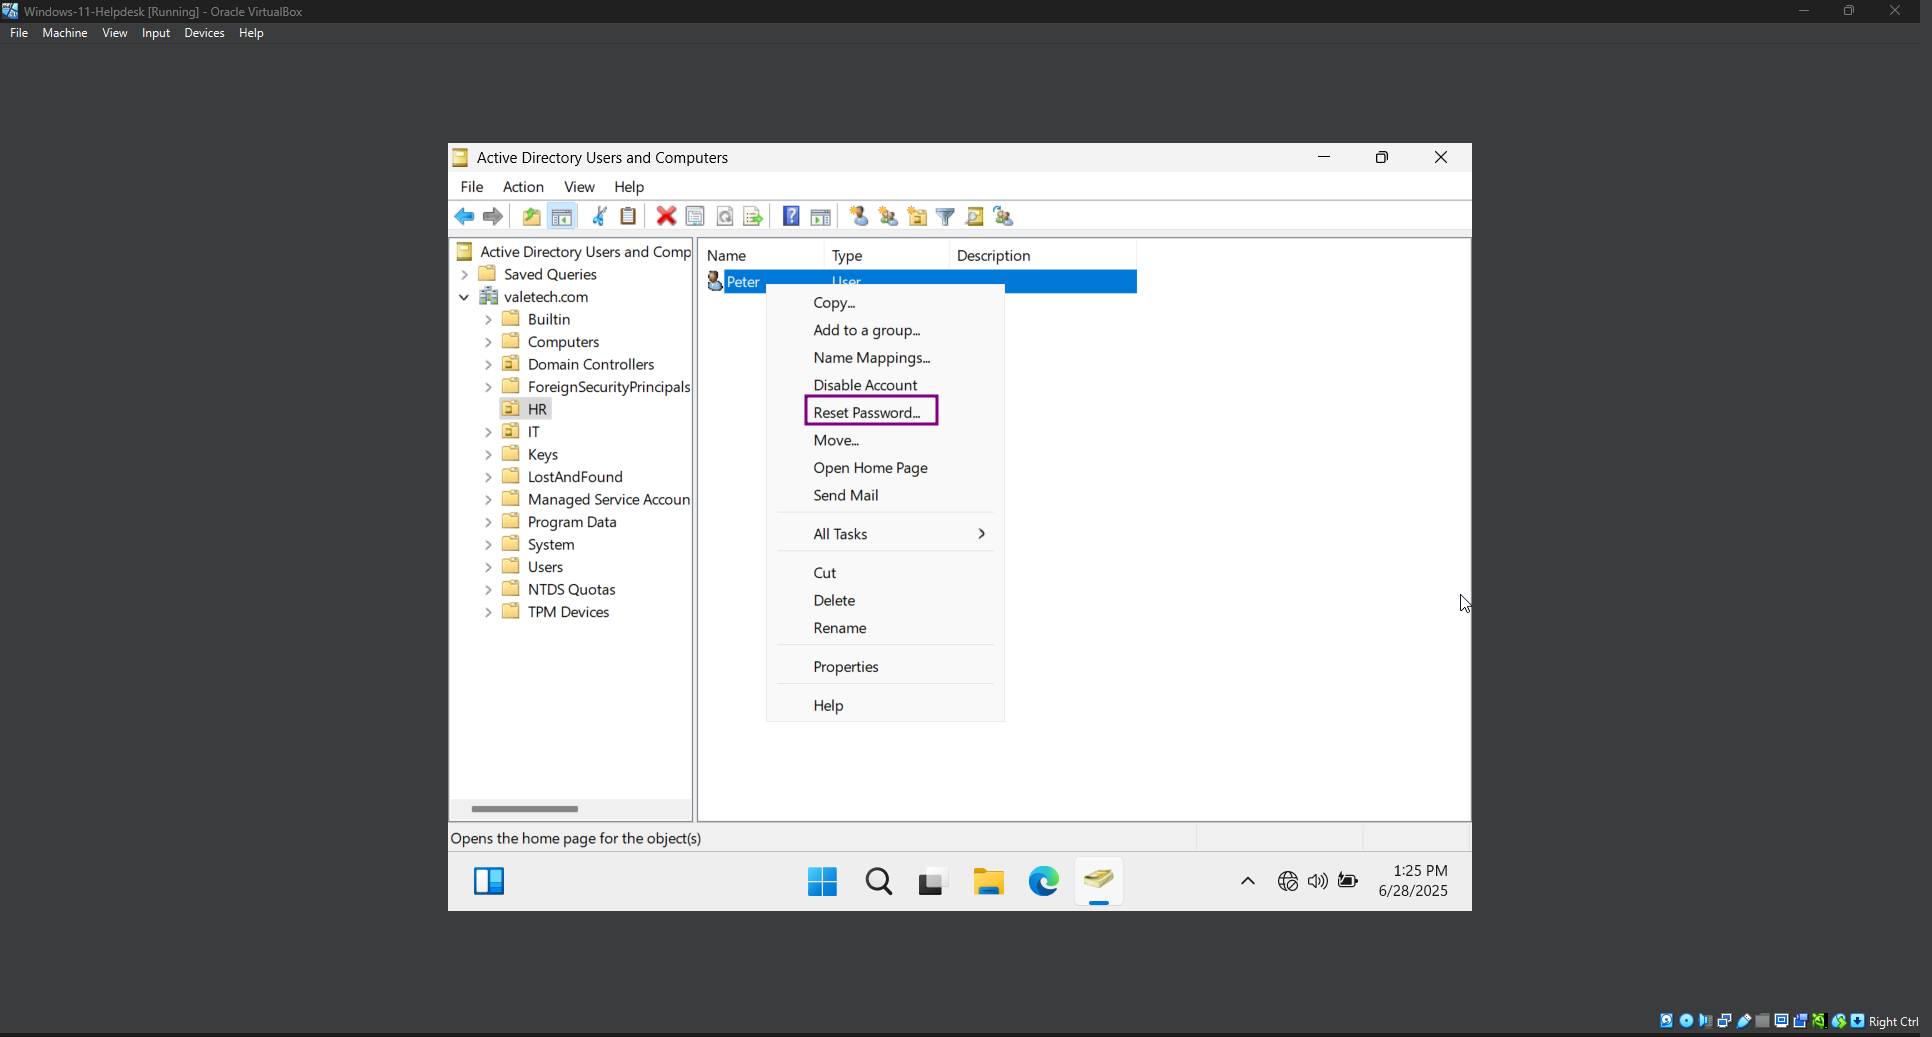 Windows-11-Helpdesk [Running] - Oracle VirtualBox
File Machine View Input Devices Help
Active Directory Users and Computers
File Action View Help
Active Directory Users and Comp
Saved Queries
valetech.com
Builtin
Computers
Domain Controllers
ForeignSecurityPrincipals
HR
IT
Keys
LostAndFound
Managed Service Accoun
Program Data
System
Users
NTDS Quotas
TPM Devices
Name Type Description
Peter User
Copy...
Add to a group...
Name Mappings...
Disable Account
Reset Password...
Move...
Open Home Page
Send Mail
All Tasks
Cut
Delete
Rename
Properties
Help
Opens the home page for the object(s)
1:25 PM
6/28/2025
Right Ctrl